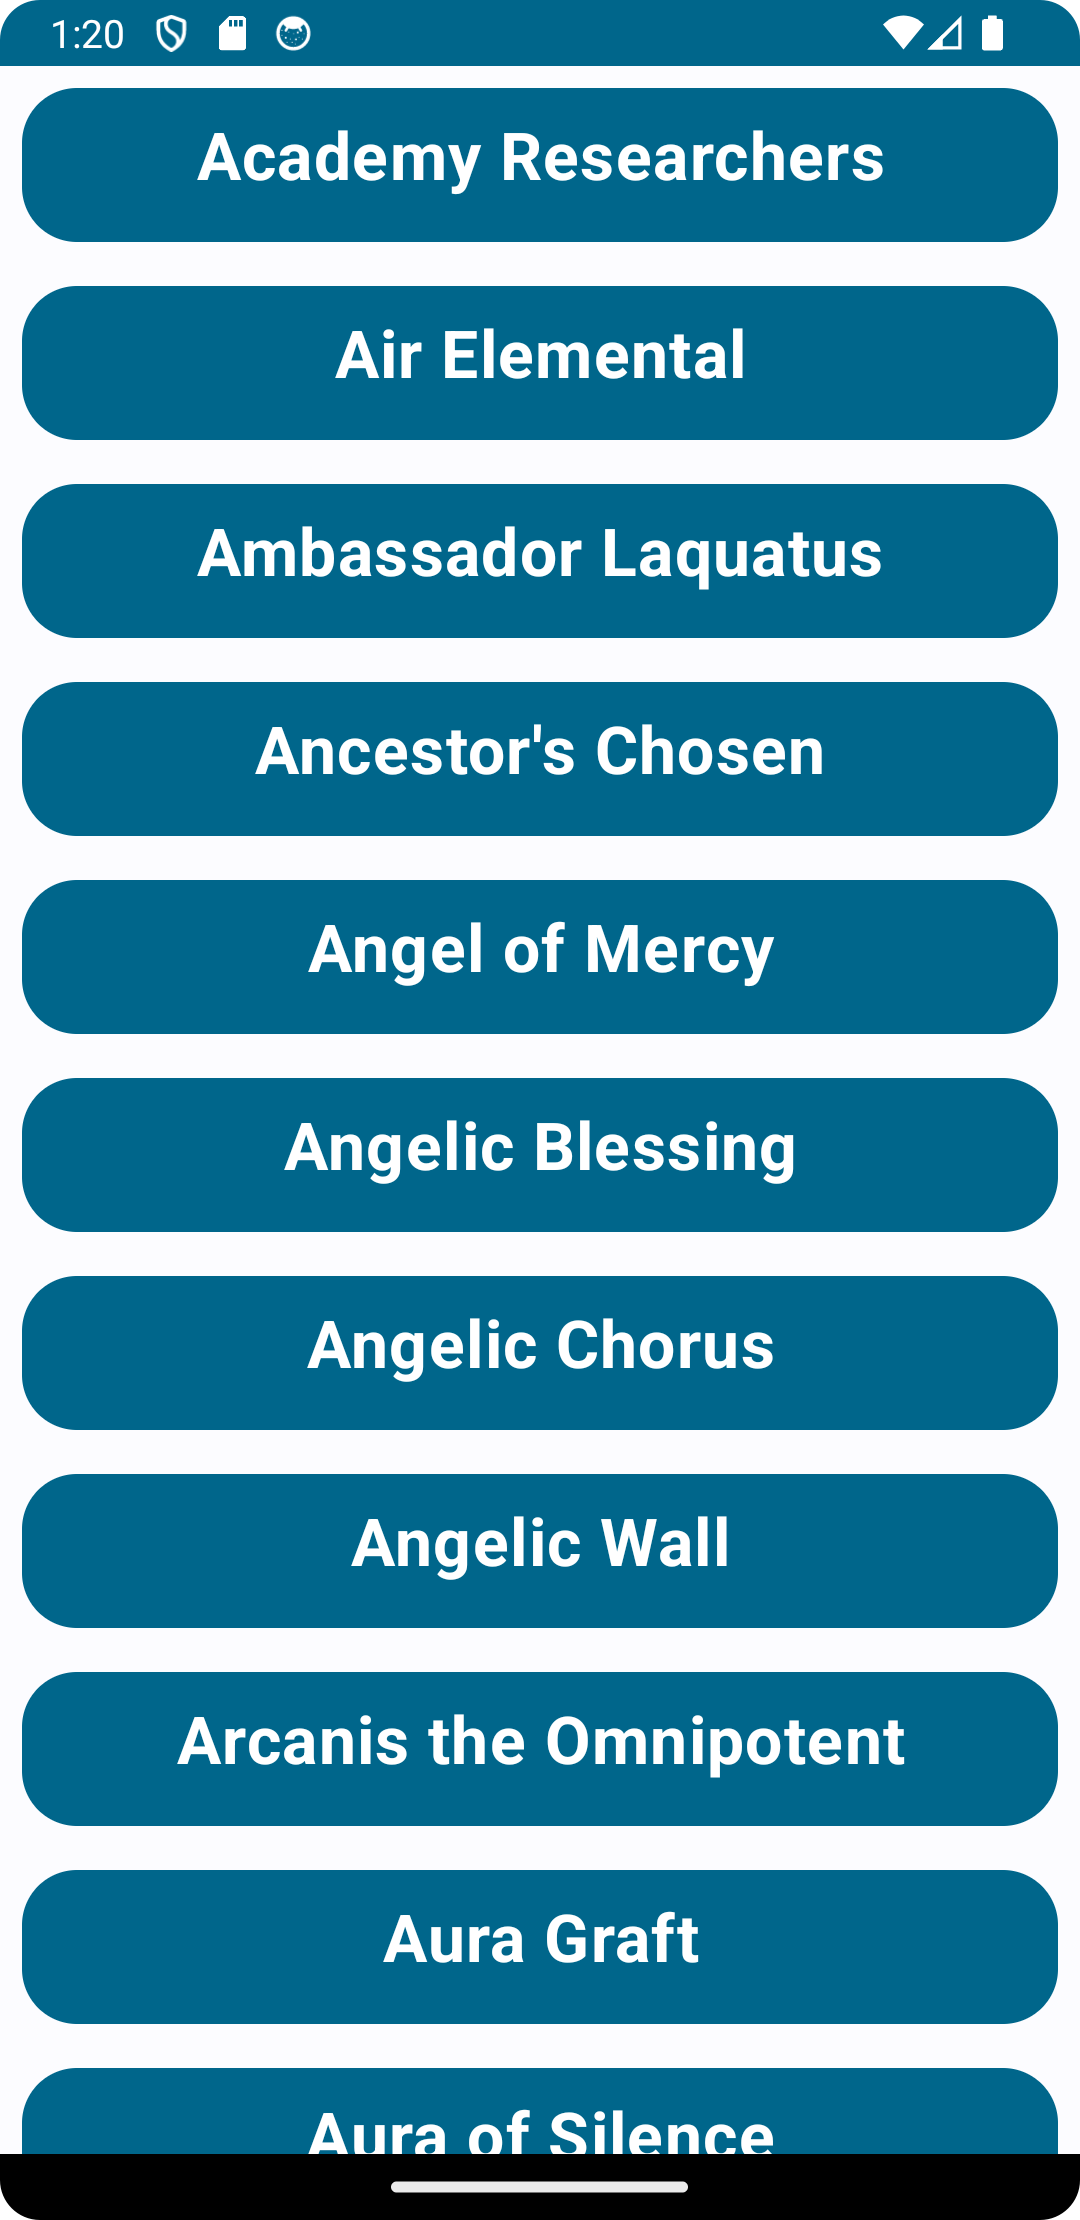 1:20
Academy Researchers
Air Elemental
Ambassador Laquatus
Ancestor's Chosen
Angel of Mercy
Angelic Blessing
Angelic Chorus
Angelic Wall
Arcanis the Omnipotent
Aura Graft
Aura of Silence